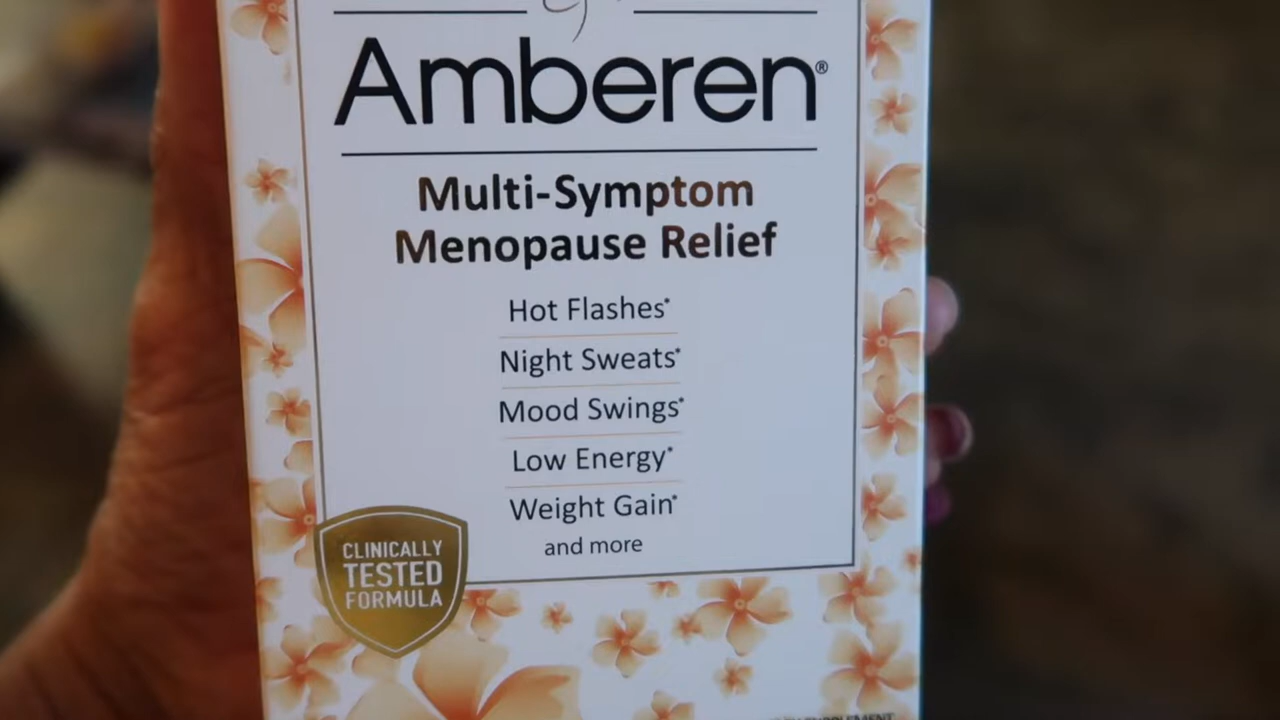 Amberen®
Multi-Symptom
Menopause Relief
Hot Flashes*
Night Sweats*
Mood Swings*
Low Energy*
Weight Gain*
and more
CLINICALLY
TESTED
FORMULA